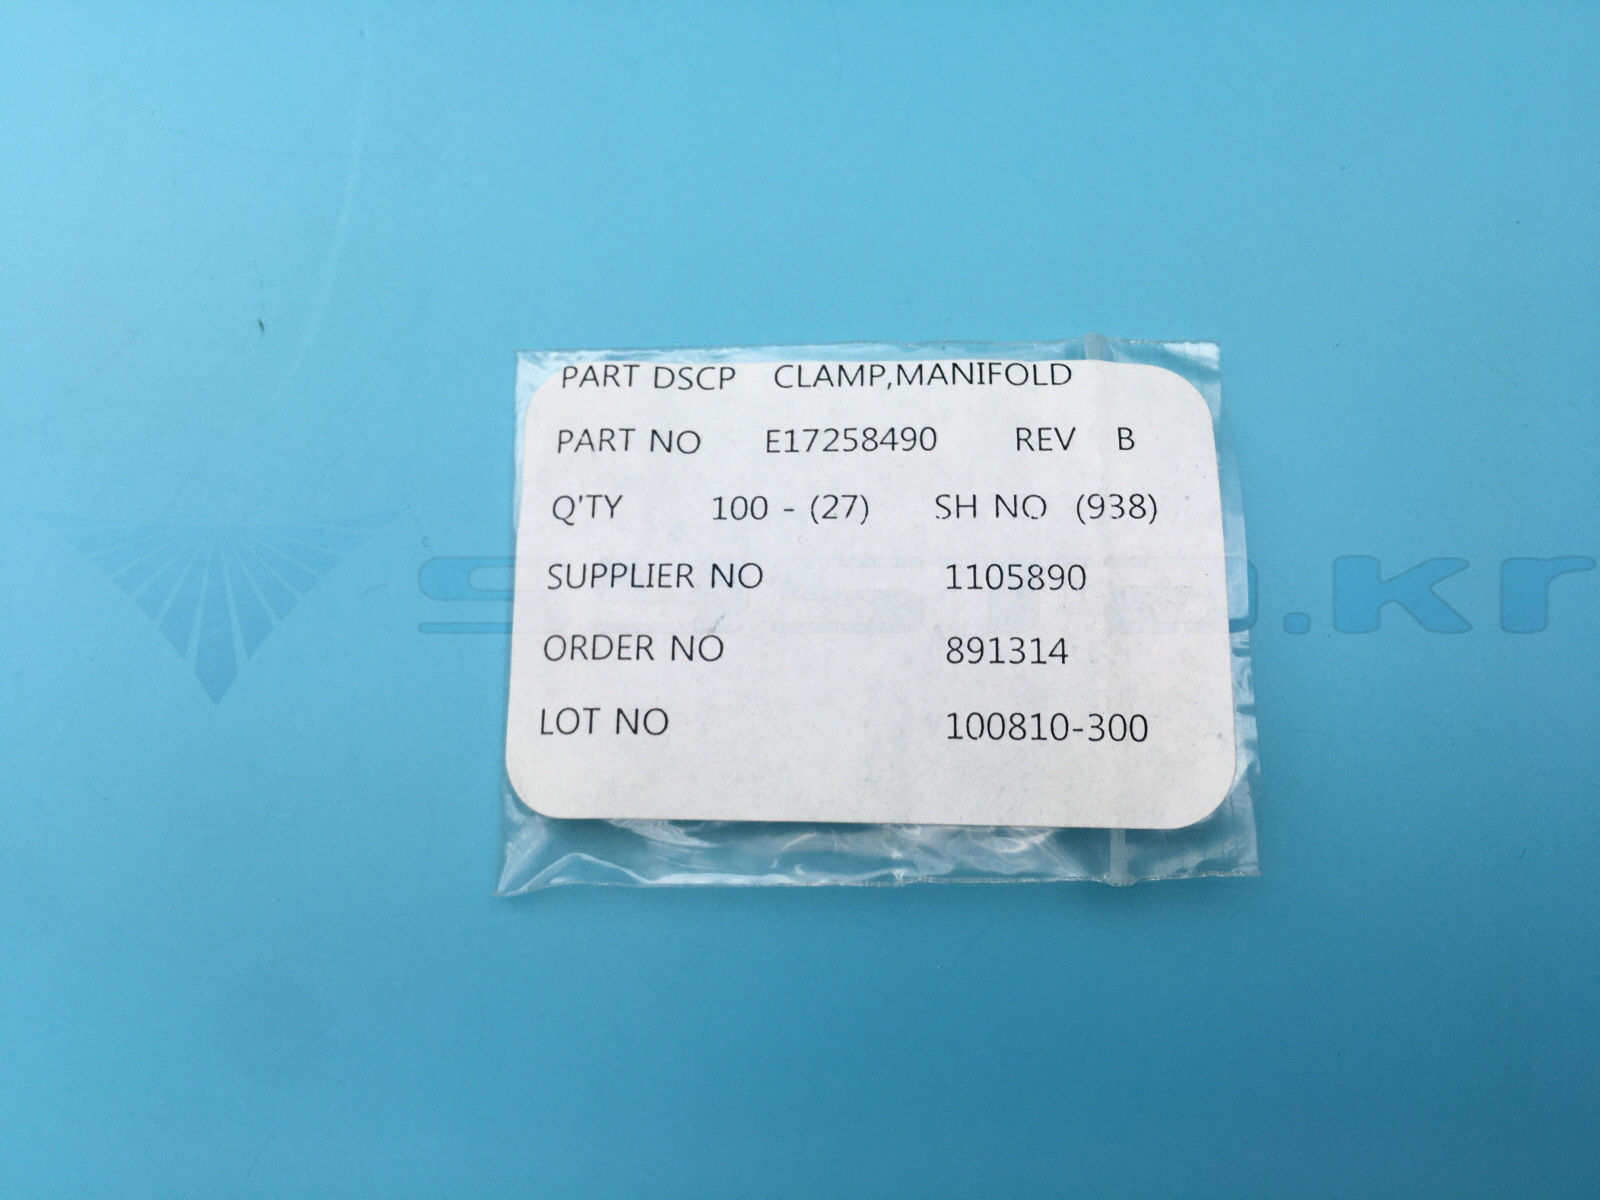 PART DSCP CLAMP,MANIFOLD
PART NO E17258490 REV B
Q'TY 100 - (27) SH NO (938)
SUPPLIER NO 1105890
ORDER NO 891314
LOT NO 100810-300